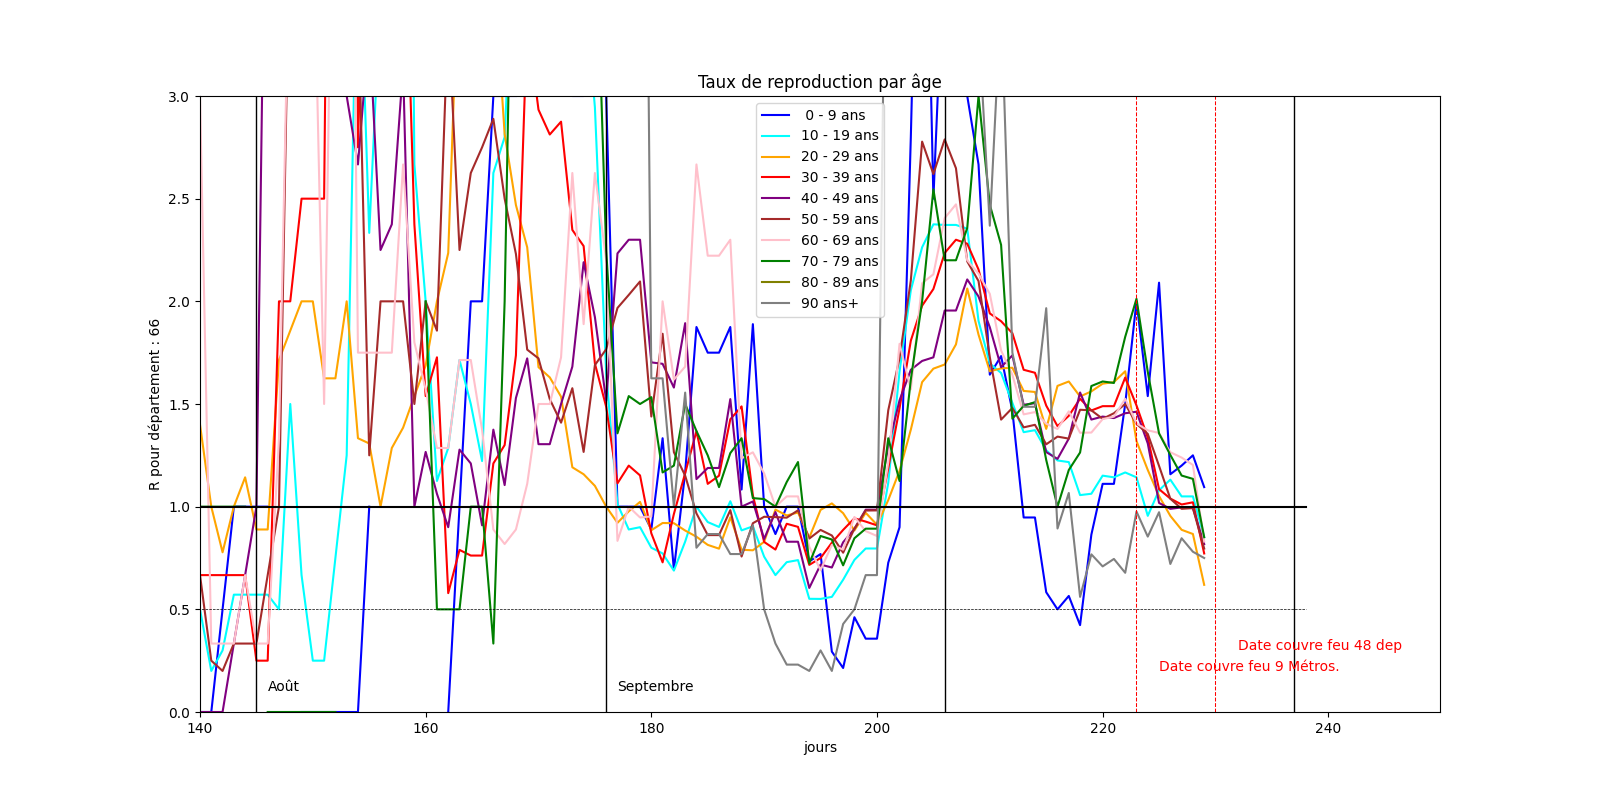 Taux de reproduction par âge
3.0
2.5
2.0
1.5
1.0
0.5
0.0
R pour départment : 66
0 - 9 ans
10 - 19 ans
20 - 29 ans
30 - 39 ans
40 - 49 ans
50 - 59 ans
60 - 69 ans
70 - 79 ans
80 - 89 ans
90 ans+
Date couvre feu 48 dep
Date couvre feu 9 Métros.
Août
Septembre
140
160
180
200
220
240
jours